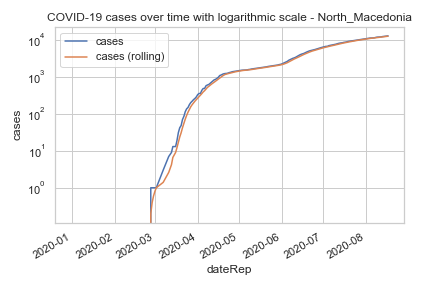 COVID-19 cases over time with logarithmic scale - North_Macedonia
cases
cases (rolling)
10^4
10^3
10^2
10^1
10^0
cases
2020-01
2020-02
2020-03
2020-04
2020-05
2020-06
2020-07
2020-08
dateRep